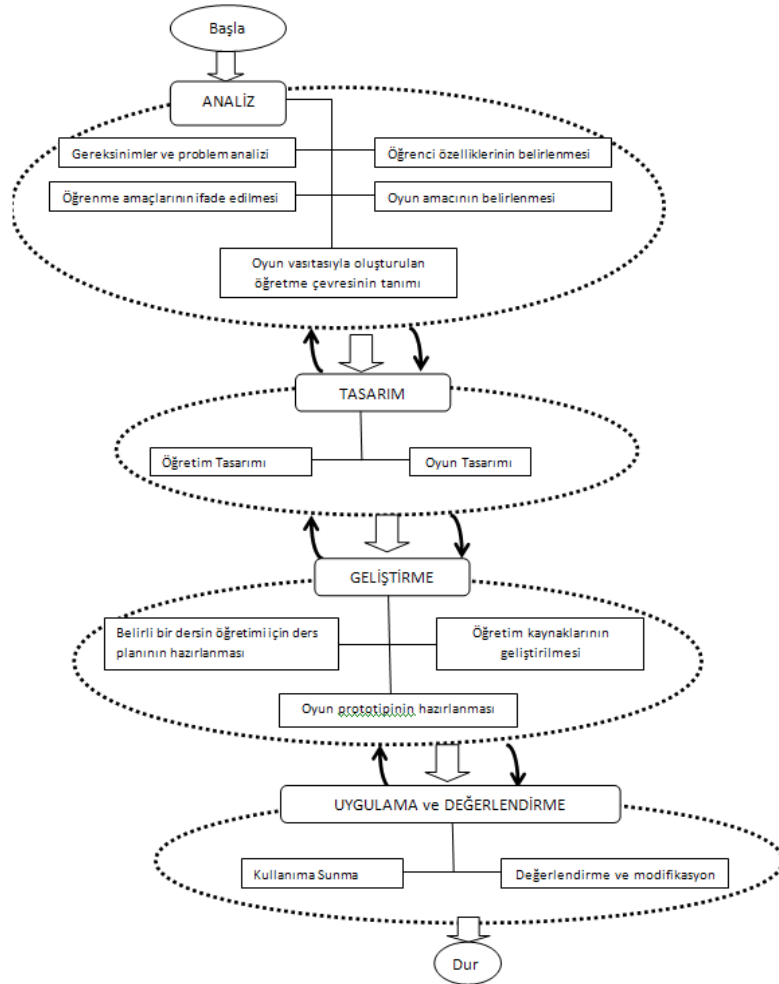 Başla
ANALİZ
Gereksinimler ve problem analizi
Öğrenci özelliklerinin belirlenmesi
Öğrenme amaçlarının ifade edilmesi
Oyun amacının belirlenmesi
Oyun vasıtasıyla oluşturulan
öğretme çevresinin tanımı
TASARIM
Öğretim Tasarımı
Oyun Tasarımı
GELİŞTİRME
Belirli bir dersin öğretimi için ders
planının hazırlanması
Öğretim kaynaklarının
geliştirilmesi
Oyun prototipinin hazırlanması
UYGULAMA ve DEĞERLENDİRME
Kullanıma Sunma
Değerlendirme ve modifikasyon
Dur